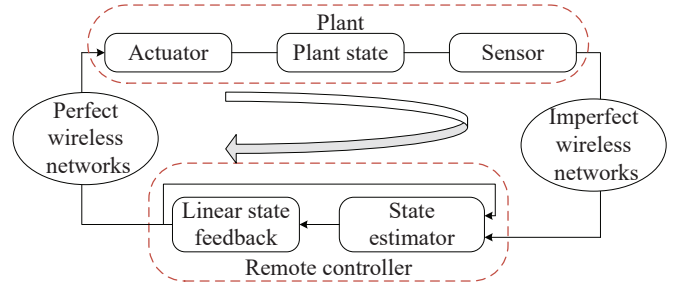 Plant
Actuator
Plant state
Sensor
Perfect
wireless
networks
Imperfect
wireless
networks
Linear state
feedback
State
estimator
Remote controller